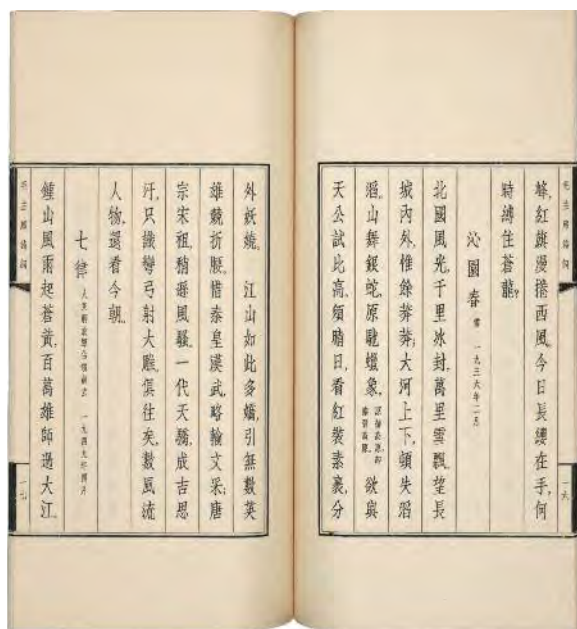 毛主席詩詞
一六
峰,紅旗漫捲西風。今日長纓在手,何
時縛住蒼龍?
沁園春 雪 一九三六年二月
北國風光,千里冰封,萬里雪飄。望長
城內外,惟餘莽莽;大河上下,頓失滔
滔。山舞銀蛇,原馳蠟象, 欲與
天公試比高。須晴日,看紅裝素裹,分
外妖嬈。 江山如此多嬌,引無數英
雄競折腰。惜秦皇漢武,略輸文采;唐
宗宋祖,稍遜風騷。一代天驕,成吉思
汗,只識彎弓射大雕。俱往矣,數風流
人物,還看今朝。
七律 人民解放軍佔領南京 一九四九年四月
鍾山風雨起蒼黃,百萬雄師過大江。
毛主席詩詞
一七